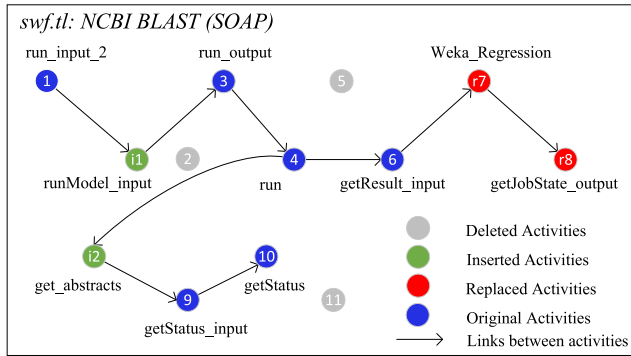 swf.tl: NCBI BLAST (SOAP)
run_input_2
run_output
Weka_Regression
1
3
5
r7
i1
2
4
6
r8
runModel_input
run
getResult_input
getJobState_output
i2
10
get_abstracts
getStatus
9
11
getStatus_input
Deleted Activities
Inserted Activities
Replaced Activities
Original Activities
Links between activities